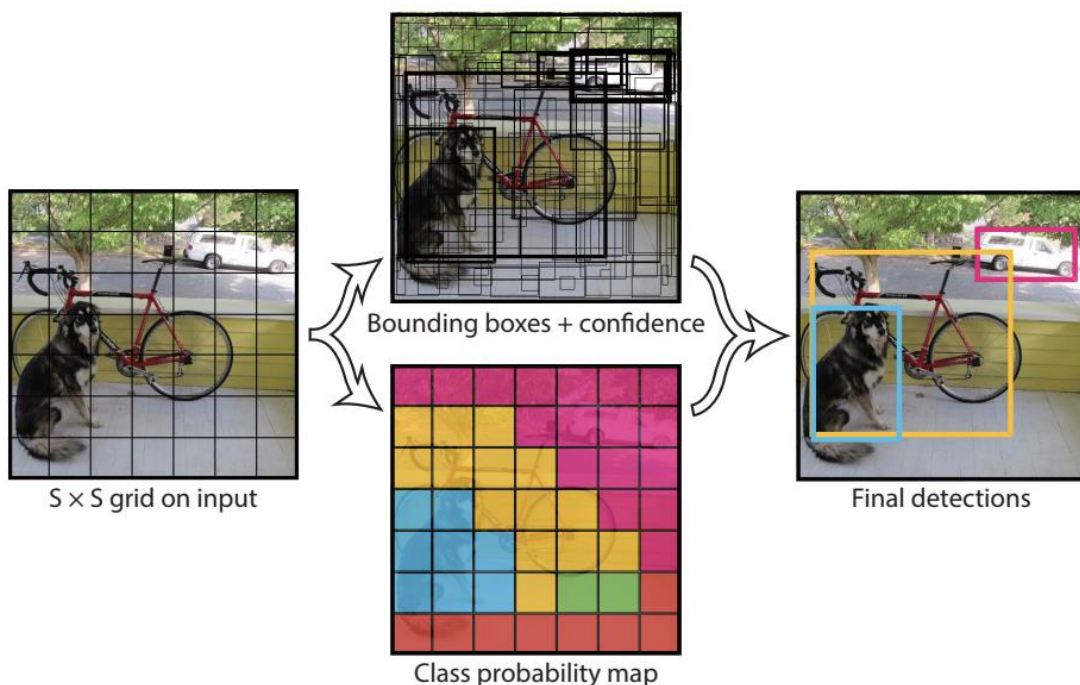 Bounding boxes + confidence
S × S grid on input
Final detections
Class probability map